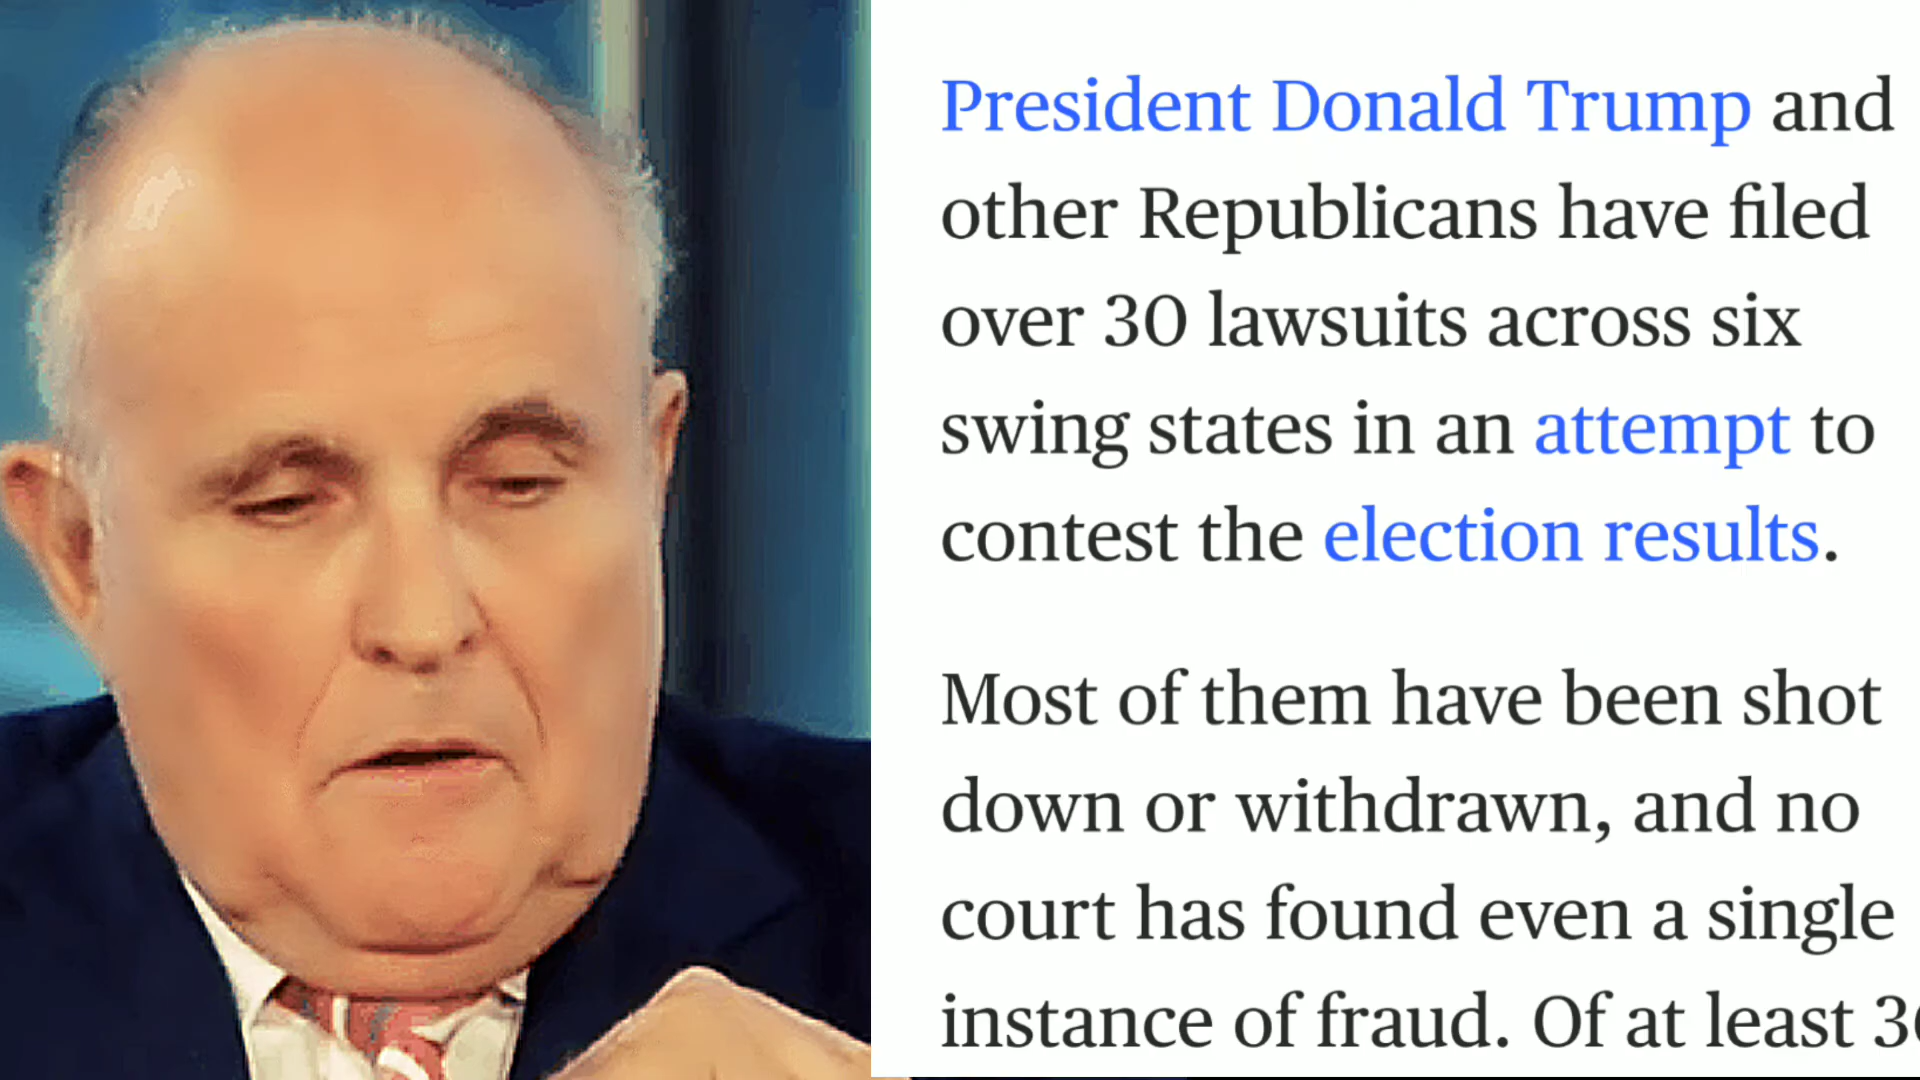 President Donald Trump and
other Republicans have filed
over 30 lawsuits across six
swing states in an attempt to
contest the election results.
Most of them have been shot
down or withdrawn, and no
court has found even a single
instance of fraud. Of at least